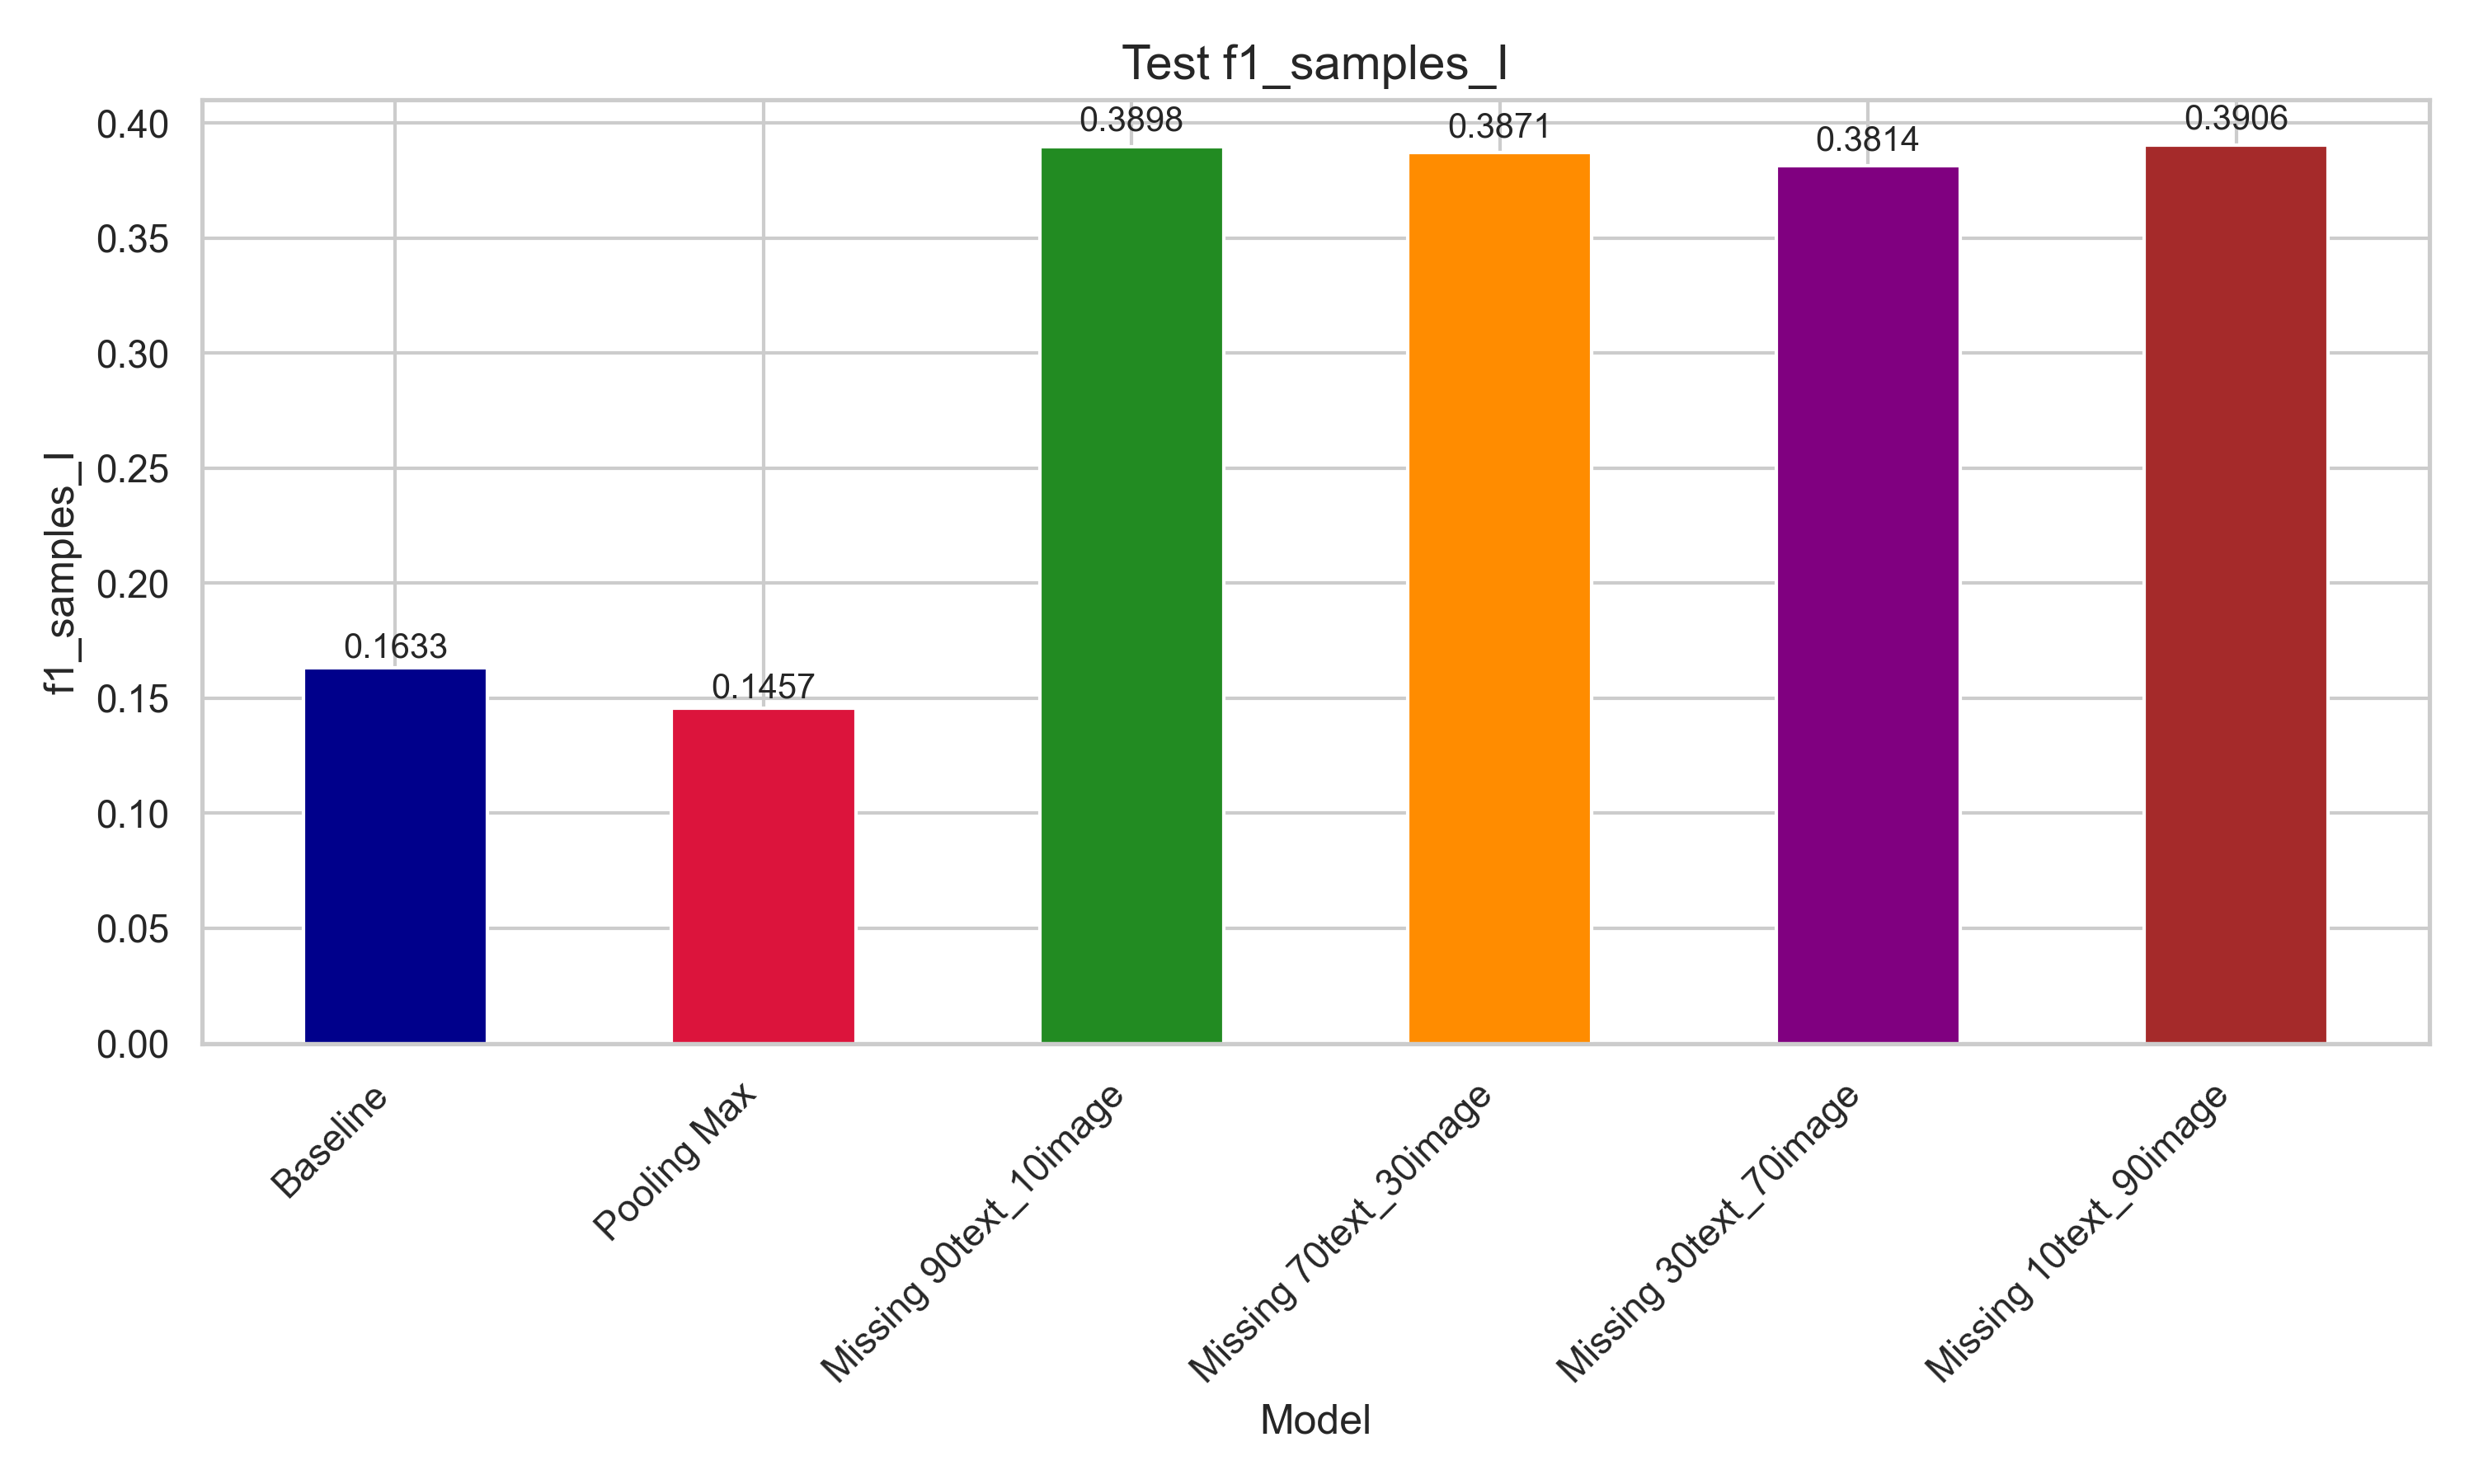 Test f1_samples_I
f1_samples_I
0.40
0.35
0.30
0.25
0.20
0.15
0.10
0.05
0.00
0.1633
0.1457
0.3898
0.3871
0.3814
0.3906
Baseline
Pooling Max
Missing 90text_10image
Missing 70text_30image
Missing 30text_70image
Missing 10text_90image
Model